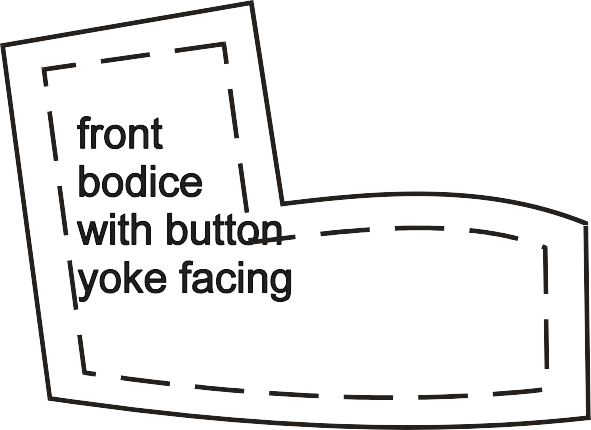 front
bodice
with button
yoke facing